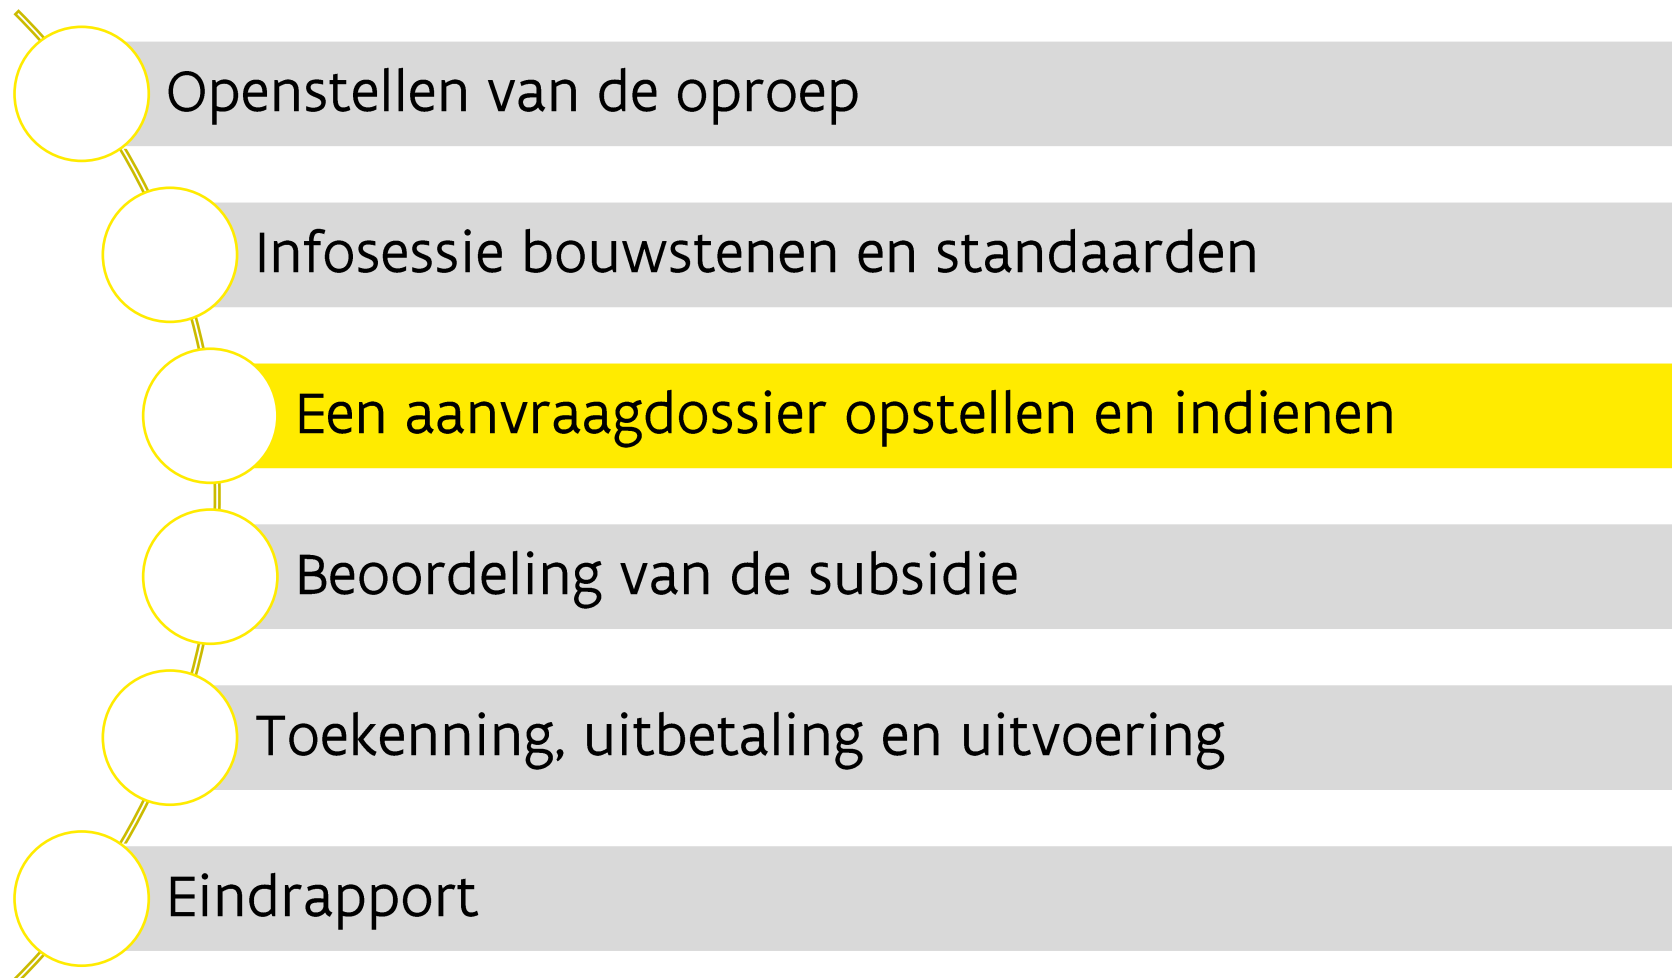 Openstellen van de oproep
Infosessie bouwstenen en standaarden
Een aanvraagdossier opstellen en indienen
Beoordeling van de subsidie
Toekenning, uitbetaling en uitvoering
Eindrapport